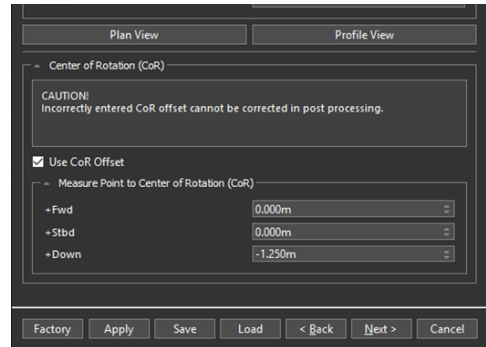 Plan View
Profile View
Center of Rotation (CoR)
CAUTION!
Incorrectly entered CoR offset cannot be corrected in post processing.
Use CoR Offset
Measure Point to Center of Rotation (CoR)
+Fwd 0.000m
+Stbd 0.000m
+Down -1.250m
Factory Apply Save Load < Back Next > Cancel